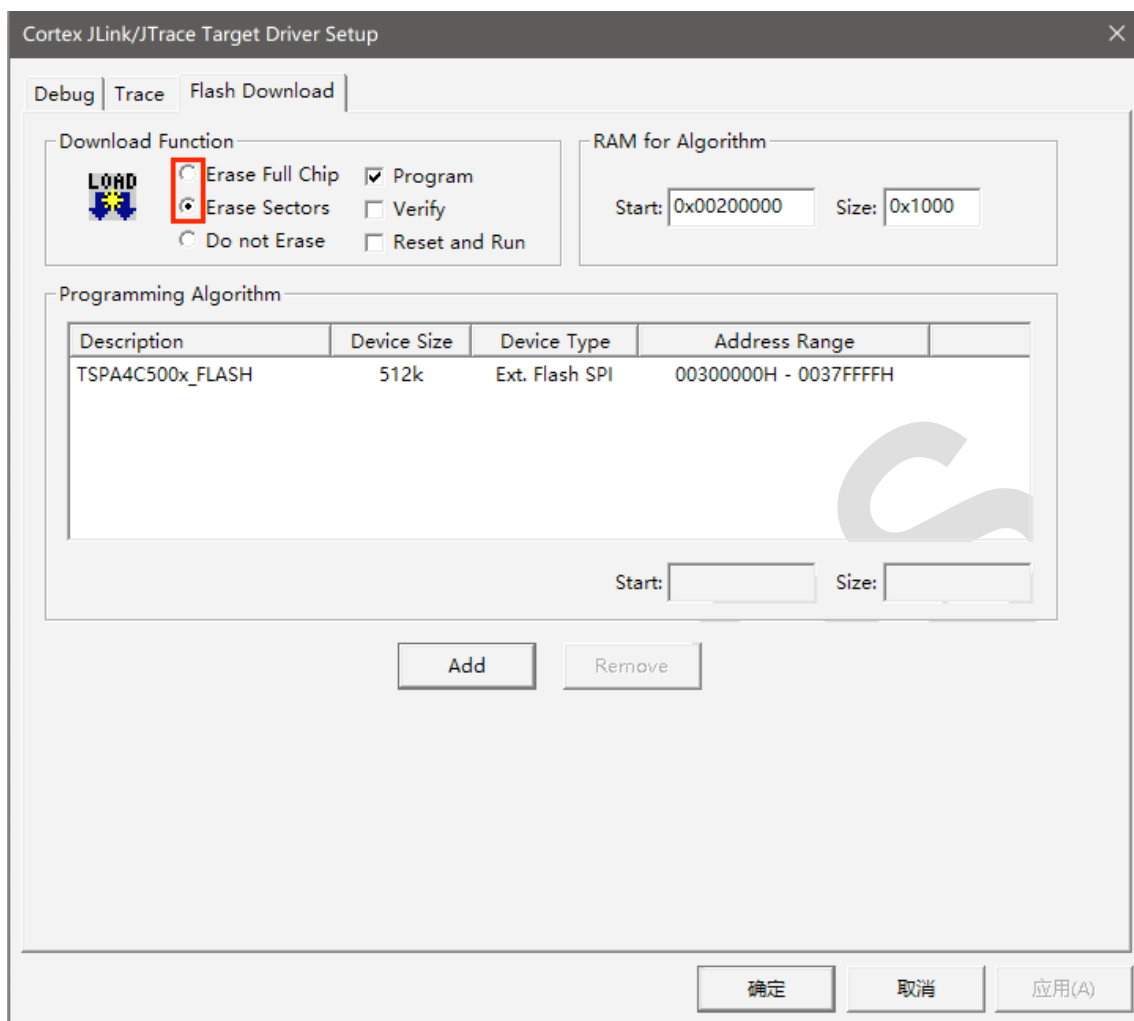 Cortex JLink/JTrace Target Driver Setup
Debug Trace Flash Download
Download Function
LOAD
Erase Full Chip
Erase Sectors
Do not Erase
Program
Verify
Reset and Run
RAM for Algorithm
Start: 0x00200000 Size: 0x1000
Programming Algorithm
Description Device Size Device Type Address Range
TSPA4C500x_FLASH 512k Ext. Flash SPI 00300000H - 0037FFFFH
Start: Size:
Add Remove
确定 取消 应用(A)